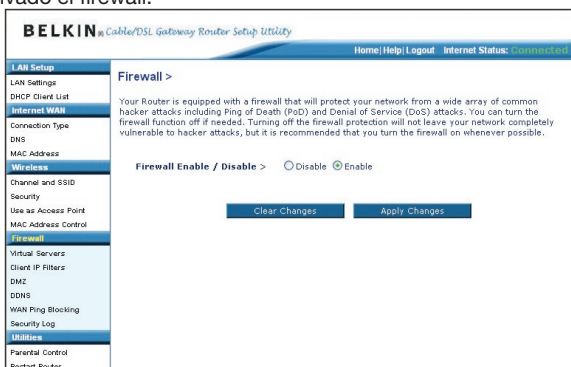 vado el firewall.
BELKIN® Cable/DSL Gateway Router Setup Utility
Home|Help|Logout Internet Status: Connected
LAN Setup
LAN Settings
DHCP Client List
Internet WAN
Connection Type
DNS
MAC Address
Wireless
Channel and SSID
Security
Use as Access Point
MAC Address Control
Firewall
Virtual Servers
Client IP Filters
DMZ
DDNS
WAN Ping Blocking
Security Log
Utilities
Parental Control
Restart Router
Firewall >
Your Router is equipped with a firewall that will protect your network from a wide array of common
hacker attacks including Ping of Death (PoD) and Denial of Service (DoS) attacks. You can turn the
firewall function off if needed. Turning off the firewall protection will not leave your network completely
vulnerable to hacker attacks, but it is recommended that you turn the firewall on whenever possible.
Firewall Enable / Disable > Disable Enable
Clear Changes Apply Changes